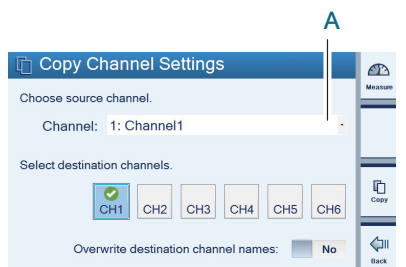 A
Copy Channel Settings
Measure
Choose source channel.
Channel: 1: Channel1
Select destination channels.
CH1 CH2 CH3 CH4 CH5 CH6
Copy
Overwrite destination channel names: No
Back